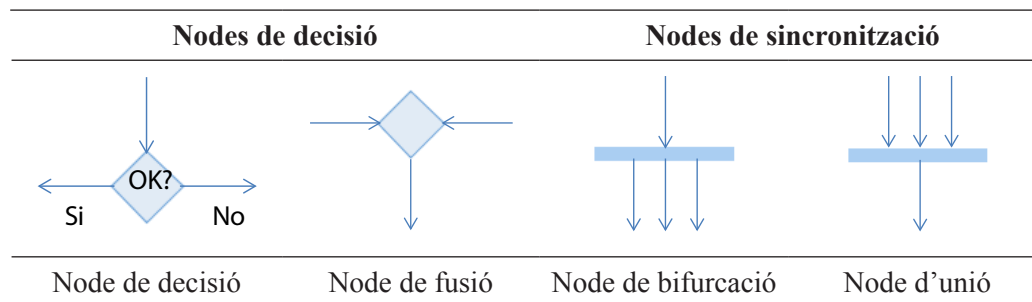 Nodes de decisió
Nodes de sincronització
OK?
Si
No
Node de decisió
Node de fusió
Node de bifurcació
Node d’unió